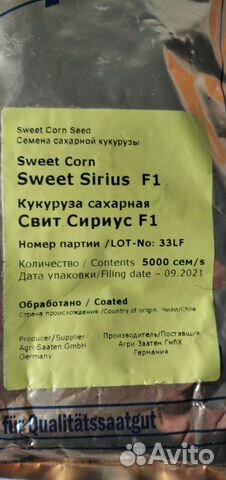 Sweet Corn Seed
Семена сахарной кукурузы
Sweet Corn
Sweet Sirius F1
Кукуруза сахарная
Свит Сириус F1
Номер партии /LOT-No: 33LF
Количество / Contents 5000 сем/s
Дата упаковки/Filing date – 09.2021
Обработано / Coated
Страна происхождения /Country of origin. Чили/Chile
Producer/Supplier
Agri-Saaten GmbH
Germany
Производитель/Поставщик
Агри Заатен ГмбХ
Германия
für Qualitätssaatgut
Avito